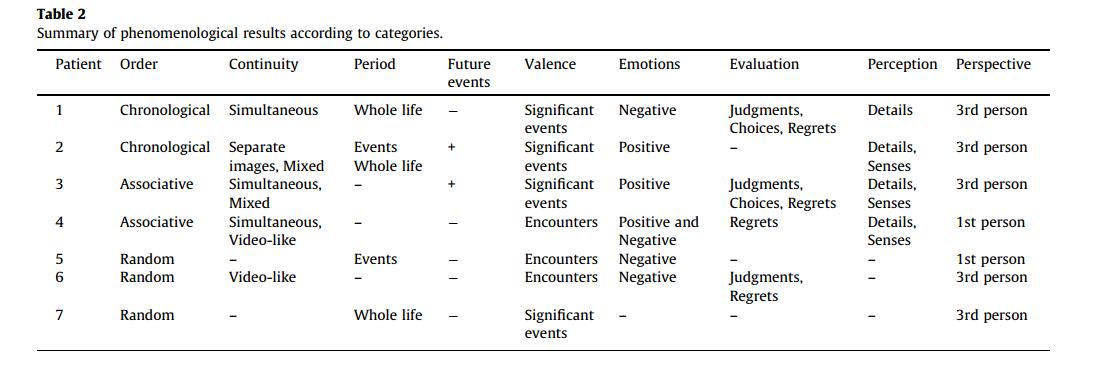 Table 2
Summary of phenomenological results according to categories.
Patient Order Continuity Period Future Valence Emotions Evaluation Perception Perspective
events
1 Chronological Simultaneous Whole life – Significant Negative Judgments, Details 3rd person
events Choices, Regrets
2 Chronological Separate Events + Significant Positive – Details, 3rd person
images, Mixed Whole life events Senses
3 Associative Simultaneous, – + Significant Positive Judgments, Details, 3rd person
Mixed events Choices, Regrets Senses
4 Associative Simultaneous, – – Encounters Positive and Regrets Details, 1st person
Video-like Negative Senses
5 Random – Events – Encounters Negative – – 1st person
6 Random Video-like – – Encounters Negative Judgments, – 3rd person
Regrets
7 Random – Whole life – Significant – – – 3rd person
events